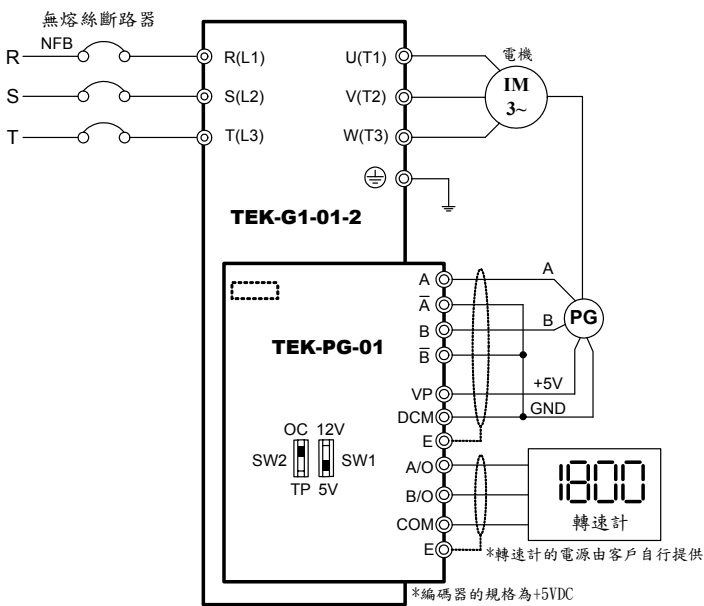 無熔絲斷路器
NFB
R
S
T
R(L1)
S(L2)
T(L3)
U(T1)
V(T2)
W(T3)
電機
IM
3~
TEK-G1-01-2
TEK-PG-01
A
A̅
B
B̅
VP
DCM
E
A
B
PG
+5V
GND
OC 12V
SW2
SW1
TP 5V
A/O
B/O
COM
E
1800
轉速計
*轉速計的電源由客戶自行提供
*編碼器的規格為+5VDC